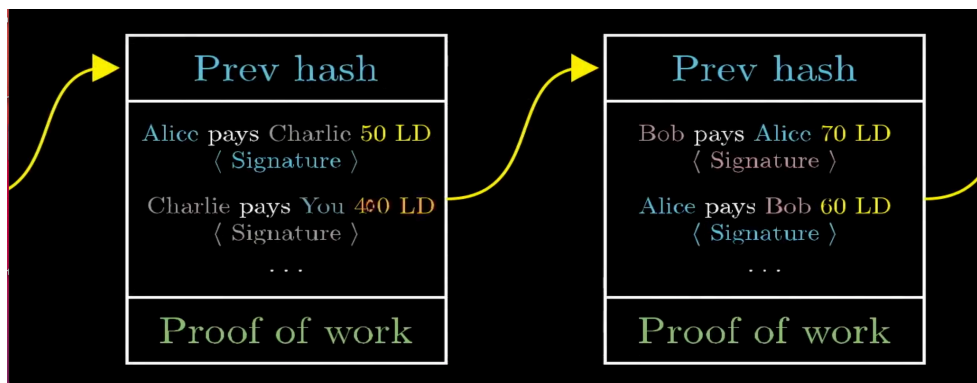 Prev hash
Alice pays Charlie 50 LD
⟨ Signature ⟩
Charlie pays You LD
⟨ Signature ⟩
...
Proof of work
Prev hash
Bob pays Alice 70 LD
⟨ Signature ⟩
Alice pays Bob 60 LD
⟨ Signature ⟩
...
Proof of work